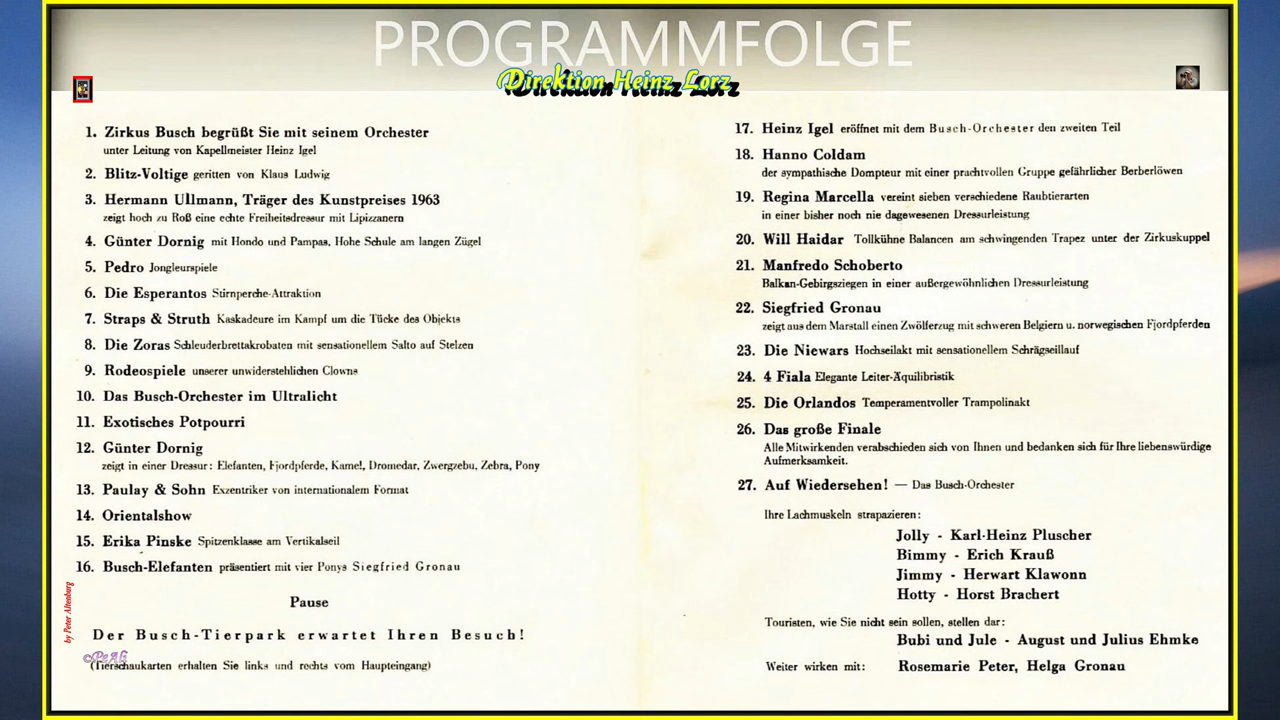 PROGRAMMFOLGE
Direktion Heinz Lorz
1. Zirkus Busch begrüßt Sie mit seinem Orchester
unter Leitung von Kapellmeister Heinz Igel
2. Blitz-Voltige geritten von Klaus Ludwig
3. Hermann Ullmann, Träger des Kunstpreises 1963
zeigt hoch zu Roß eine echte Freiheitsdressur mit Lipizzanern
4. Günter Dornig mit Hondo und Pampas, Hohe Schule am langen Zügel
5. Pedro Jongleurspiele
6. Die Esperantos Stirnperche-Attraktion
7. Straps & Struth Kaskadeure im Kampf um die Tücke des Objekts
8. Die Zoras Schleuderbrettakrobaten mit sensationellem Salto auf Stelzen
9. Rodeospiele unserer unwiderstehlichen Clowns
10. Das Busch-Orchester im Ultralicht
11. Exotisches Potpourri
12. Günter Dornig
zeigt in einer Dressur: Elefanten, Fjordpferde, Kamel, Dromedar, Zwergzebu, Zebra, Pony
13. Paulay & Sohn Exzentriker von internationalem Format
14. Orientalshow
15. Erika Pinske Spitzenklasse am Vertikalseil
16. Busch-Elefanten präsentiert mit vier Ponys Siegfried Gronau
Pause
Der Busch-Tierpark erwartet Ihren Besuch!
(Tierschaukarten erhalten Sie links und rechts vom Haupteingang)
by Peter Altenburg
©PeAlt
17. Heinz Igel eröffnet mit dem Busch-Orchester den zweiten Teil
18. Hanno Coldam
der sympathische Dompteur mit einer prachtvollen Gruppe gefährlicher Berberlöwen
19. Regina Marcella vereint sieben verschiedene Raubtierarten
in einer bisher noch nie dagewesenen Dressurleistung
20. Will Haidar Tollkühne Balancen am schwingenden Trapez unter der Zirkuskuppel
21. Manfredo Schoberto
Balkan-Gebirgsziegen in einer außergewöhnlichen Dressurleistung
22. Siegfried Gronau
zeigt aus dem Marstall einen Zwölferzug mit schweren Belgiern u. norwegischen Fjordpferden
23. Die Niewars Hochseilakt mit sensationellem Schrägseillauf
24. 4 Fiala Elegante Leiter-Äquilibristik
25. Die Orlandos Temperamentvoller Trampolinakt
26. Das große Finale
Alle Mitwirkenden verabschieden sich von Ihnen und bedanken sich für Ihre liebenswürdige
Aufmerksamkeit.
27. Auf Wiedersehen! — Das Busch-Orchester
Ihre Lachmuskeln strapazieren:
Jolly - Karl-Heinz Pluscher
Bimmy - Erich Krauß
Jimmy - Herwart Klawonn
Hotty - Horst Brachert
Touristen, wie Sie nicht sein sollen, stellen dar:
Bubi und Jule - August und Julius Ehmke
Weiter wirken mit: Rosemarie Peter, Helga Gronau